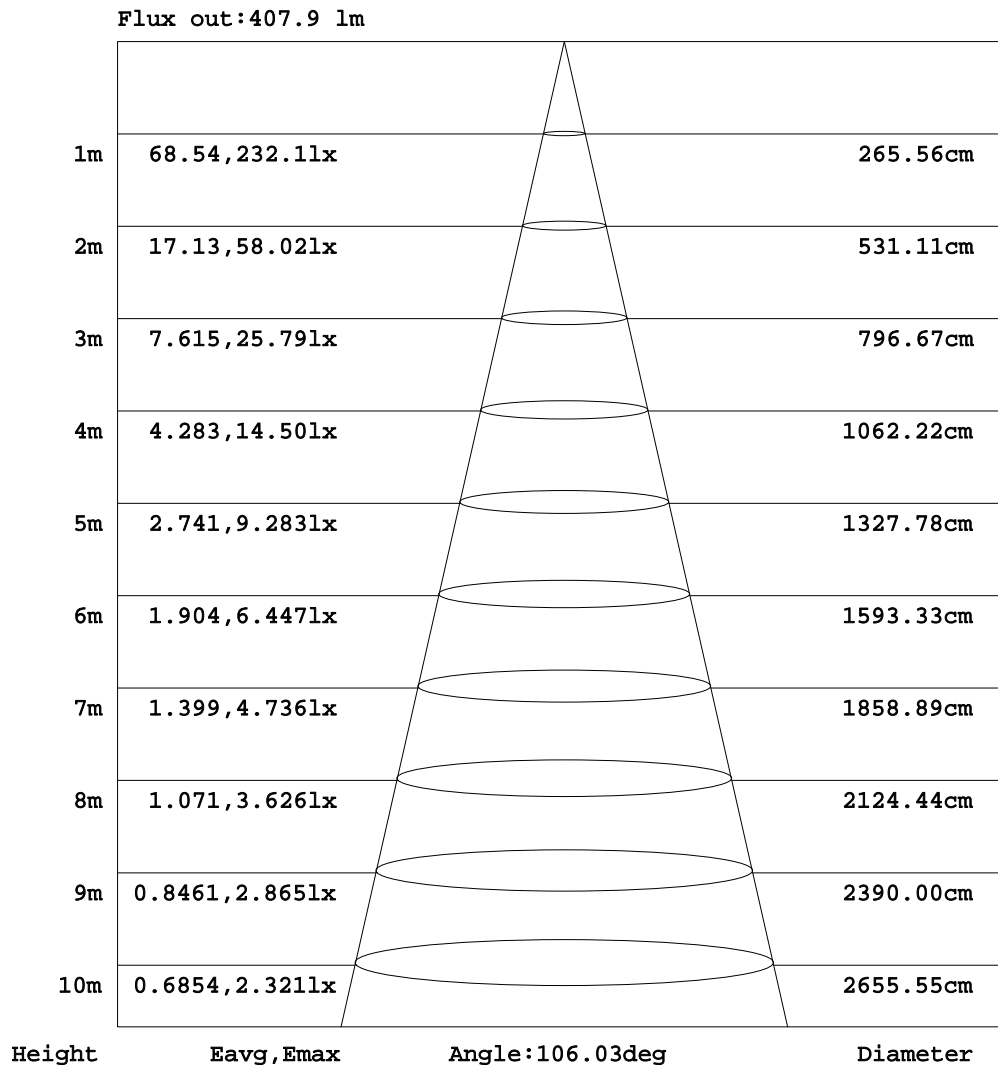 Flux out:407.9 lm
1m 68.54,232.1lx 265.56cm
2m 17.13,58.02lx 531.11cm
3m 7.615,25.79lx 796.67cm
4m 4.283,14.50lx 1062.22cm
5m 2.741,9.283lx 1327.78cm
6m 1.904,6.447lx 1593.33cm
7m 1.399,4.736lx 1858.89cm
8m 1.071,3.626lx 2124.44cm
9m 0.8461,2.865lx 2390.00cm
10m 0.6854,2.321lx 2655.55cm
Height Eavg,Emax Angle:106.03deg Diameter